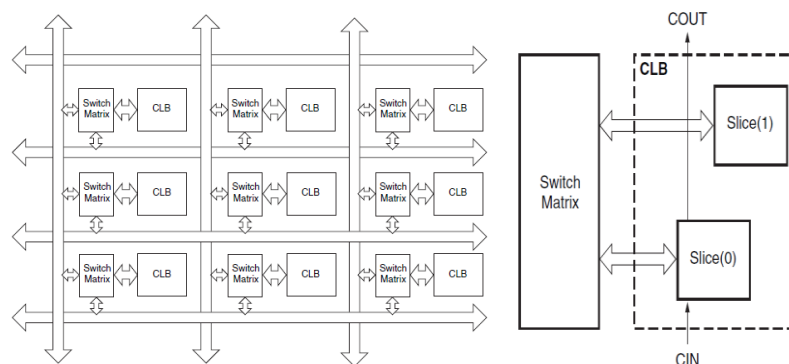 Switch
Matrix
CLB
Switch
Matrix
CLB
Switch
Matrix
CLB
Switch
Matrix
CLB
Switch
Matrix
CLB
Switch
Matrix
CLB
Switch
Matrix
CLB
Switch
Matrix
CLB
Switch
Matrix
CLB
COUT
CLB
Slice(1)
Switch
Matrix
Slice(0)
CIN